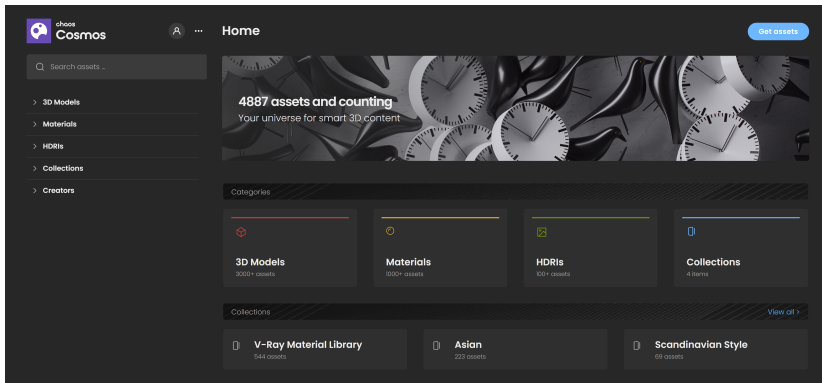 chaos
Cosmos
Home
Get assets
Search assets ..
3D Models
Materials
HDRIs
Collections
Creators
4887 assets and counting
Your universe for smart 3D content
Categories
3D Models
3000+ assets
Materials
1000+ assets
HDRIs
100+ assets
Collections
4 items
Collections
View all >
V-Ray Material Library
544 assets
Asian
223 assets
Scandinavian Style
69 assets